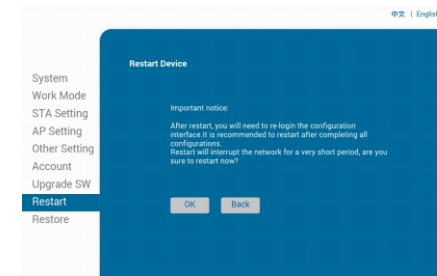 中文 | English
Restart Device
System
Work Mode
STA Setting
AP Setting
Other Setting
Account
Upgrade SW
Restart
Restore
Important notice:
After restart, you will need to re-login the configuration
interface.It is recommended to restart after completing all
configurations.
Restart will interrupt the network for a very short period, are you
sure to restart now?
OK Back